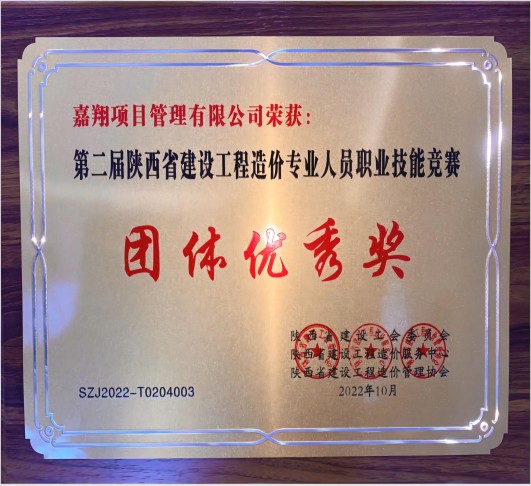 嘉翔项目管理有限公司荣获：
第二届陕西省建设工程造价专业人员职业技能竞赛
团体优秀奖
陕西省建设工会委员会
陕西省建设工程造价服务中心
陕西省建设工程造价管理协会
SZJ2022-T0204003
2022年10月